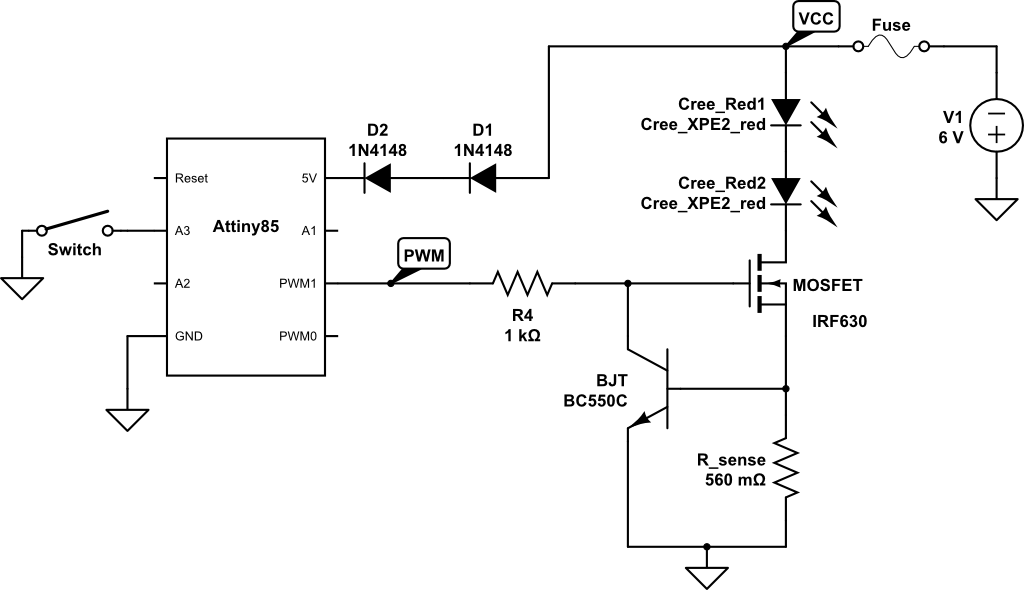 VCC
Fuse
Cree_Red1
Cree_XPE2_red
V1
6 V
−
+
D2
1N4148
D1
1N4148
Reset
5V
Cree_Red2
Cree_XPE2_red
Switch
A3
Attiny85
A1
PWM
A2
PWM1
MOSFET
IRF630
R4
1 kΩ
GND
PWM0
BJT
BC550C
R_sense
560 mΩ